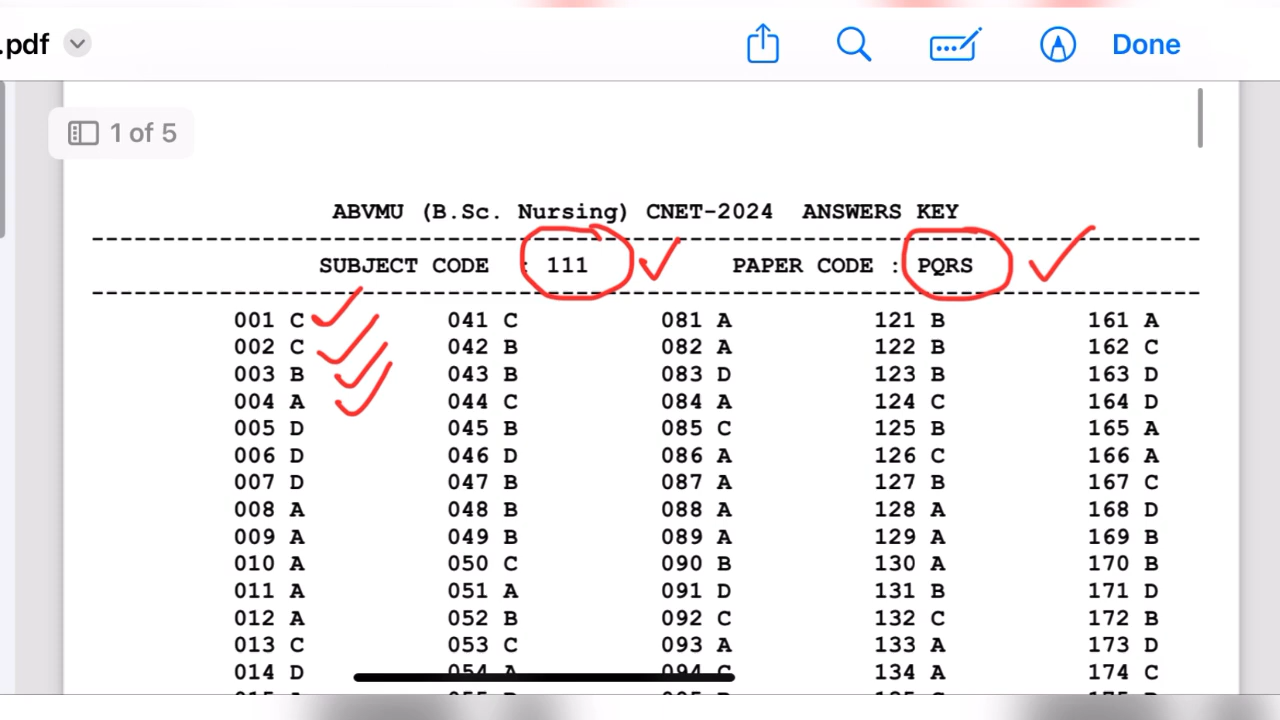 .pdf Done
1 of 5
ABVMU (B.Sc. Nursing) CNET-2024 ANSWERS KEY
SUBJECT CODE : 111 PAPER CODE : PQRS
001 C 041 C 081 A 121 B 161 A
002 C 042 B 082 A 122 B 162 C
003 B 043 B 083 D 123 B 163 D
004 A 044 C 084 A 124 C 164 D
005 D 045 B 085 C 125 B 165 A
006 D 046 D 086 A 126 C 166 A
007 D 047 B 087 A 127 B 167 C
008 A 048 B 088 A 128 A 168 D
009 A 049 B 089 A 129 A 169 B
010 A 050 C 090 B 130 A 170 B
011 A 051 A 091 D 131 B 171 D
012 A 052 B 092 C 132 C 172 B
013 C 053 C 093 A 133 A 173 D
014 D 054 A 094 C 134 A 174 C